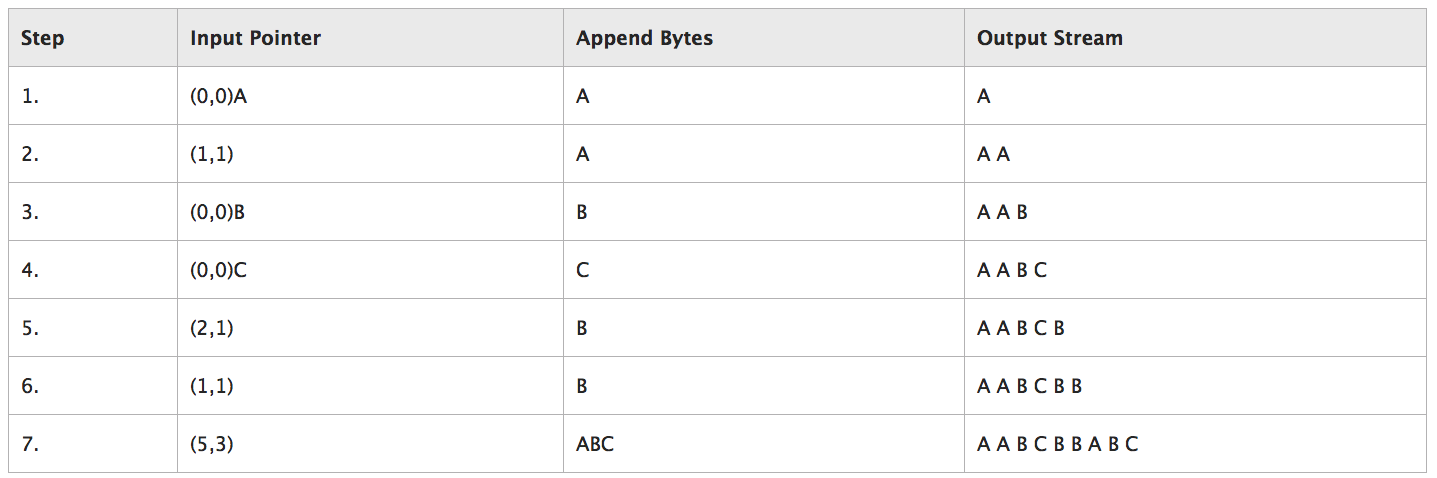 Step Input Pointer Append Bytes Output Stream
1. (0,0)A A A
2. (1,1) A A A
3. (0,0)B B A A B
4. (0,0)C C A A B C
5. (2,1) B A A B C B
6. (1,1) B A A B C B B
7. (5,3) ABC A A B C B B A B C